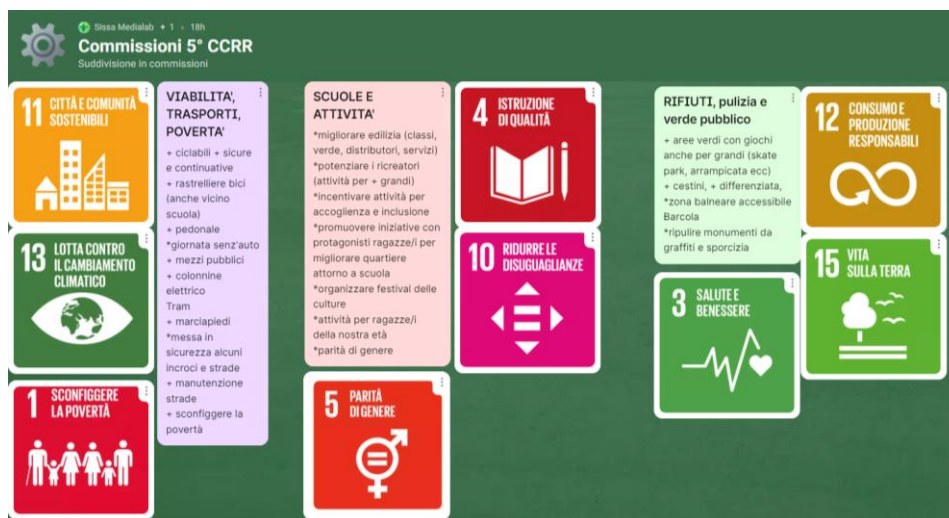 Sissa Medialab + 1 • 18h
Commissioni 5° CCRR
Suddivisione in commissioni
11 CITTÀ E COMUNITÀ
SOSTENIBILI
13 LOTTA CONTRO
IL CAMBIAMENTO
CLIMATICO
1 SCONFIGGERE
LA POVERTÀ
VIABILITA',
TRASPORTI,
POVERTA'
+ ciclabili + sicure
e continuative
+ rastrelliere bici
(anche vicino
scuola)
+ pedonale
*giornata senz'auto
+ mezzi pubblici
+ colonnine
elettrico
Tram
+ marciapiedi
*messa in
sicurezza alcuni
incroci e strade
+ manutenzione
strade
+ sconfiggere la
povertà
SCUOLE E
ATTIVITA'
*migliorare edilizia (classi,
verde, distributori, servizi)
*potenziare i ricreatori
(attività per + grandi)
*incentivare attività per
accoglienza e inclusione
*promuovere iniziative con
protagonisti ragaze/i per
migliorare quartiere
attorno a scuola
*organizzare festival delle
culture
*attività per ragazze/i
della nostra età
*parità di genere
5 PARITÀ
DI GENERE
4 ISTRUZIONE
DI QUALITÀ
10 RIDURRE LE
DISUGUAGLIANZE
RIFIUTI, pulizia e
verde pubblico
+ aree verdi con giochi
anche per grandi (skate
park, arrampicata ecc)
+ cestini, + differenziata,
*zona balneare accessibile
Barcola
*ripulire monumenti da
graffiti e sporcizia
3 SALUTE E
BENESSERE
12 CONSUMO E
PRODUZIONE
RESPONSABILI
15 VITA
SULLA TERRA